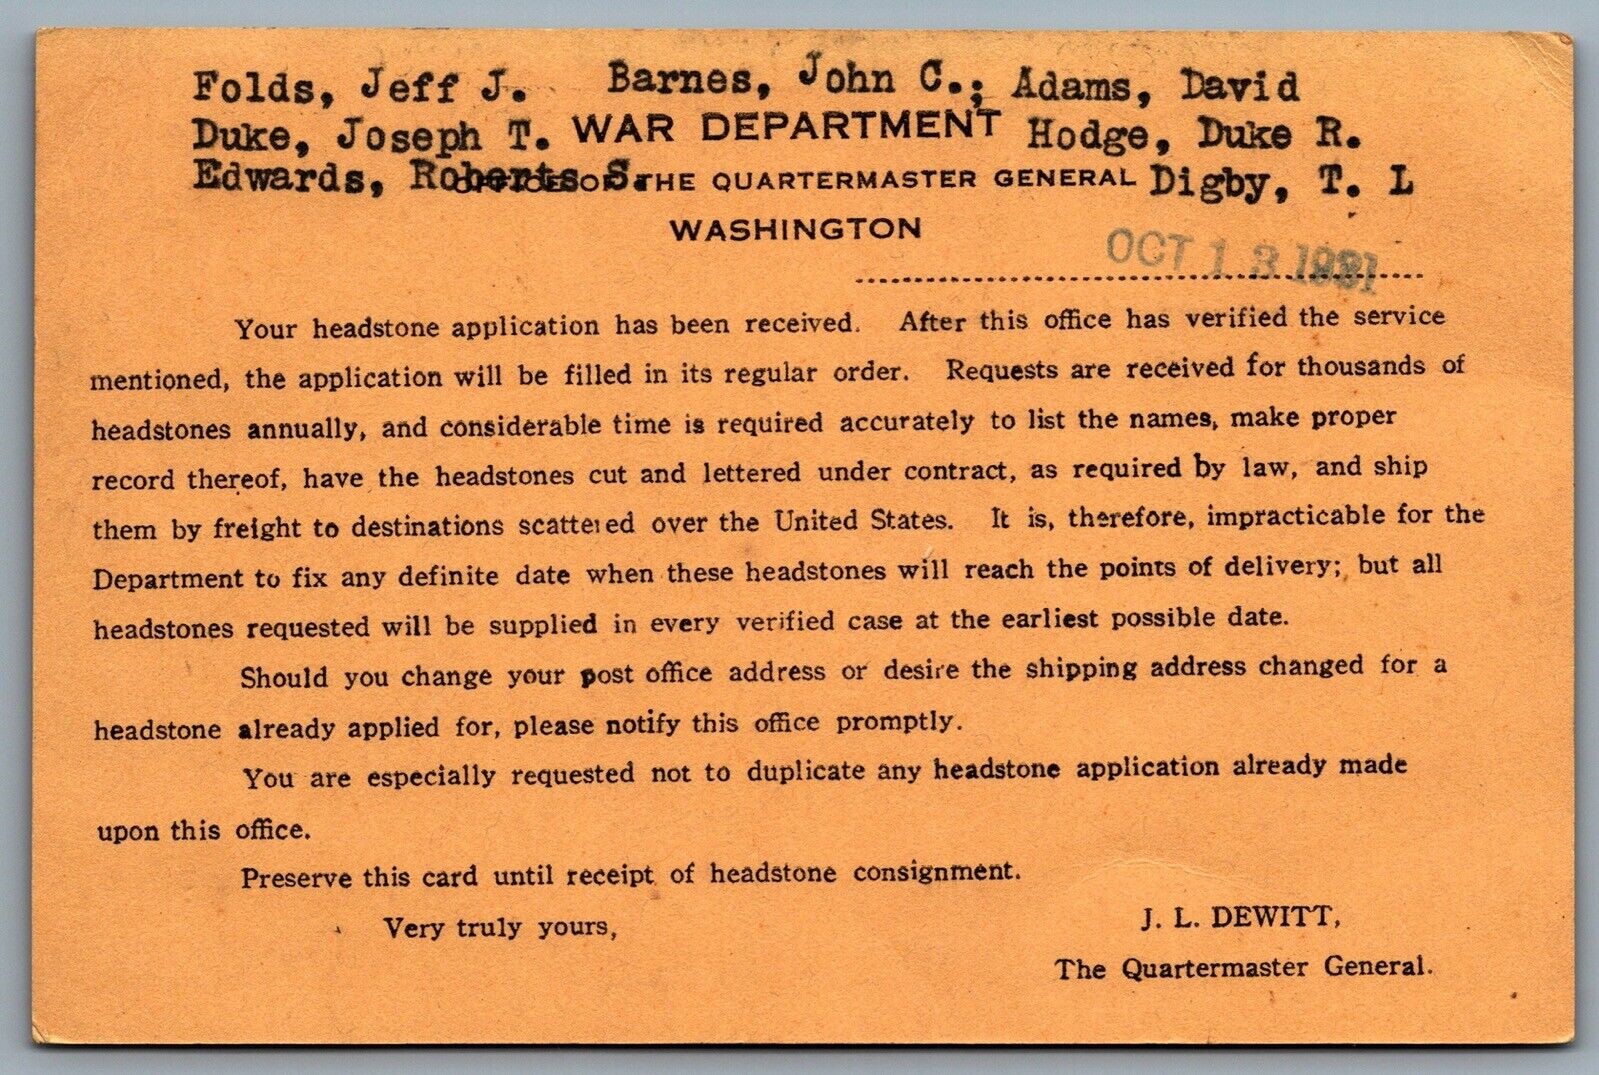 Folds, Jeff J. Barnes, John C.; Adams, David
Duke, Joseph T. WAR DEPARTMENT Hodge, Duke R.
Edwards, Roberts S. OFFICE OF THE QUARTERMASTER GENERAL Digby, T. L
WASHINGTON
OCT 13 1931
Your headstone application has been received. After this office has verified the service
mentioned, the application will be filled in its regular order. Requests are received for thousands of
headstones annually, and considerable time is required accurately to list the names, make proper
record thereof, have the headstones cut and lettered under contract, as required by law, and ship
them by freight to destinations scattered over the United States. It is, therefore, impracticable for the
Department to fix any definite date when these headstones will reach the points of delivery; but all
headstones requested will be supplied in every verified case at the earliest possible date.
Should you change your post office address or desire the shipping address changed for a
headstone already applied for, please notify this office promptly.
You are especially requested not to duplicate any headstone application already made
upon this office.
Preserve this card until receipt of headstone consignment.
Very truly yours,
J. L. DEWITT,
The Quartermaster General.